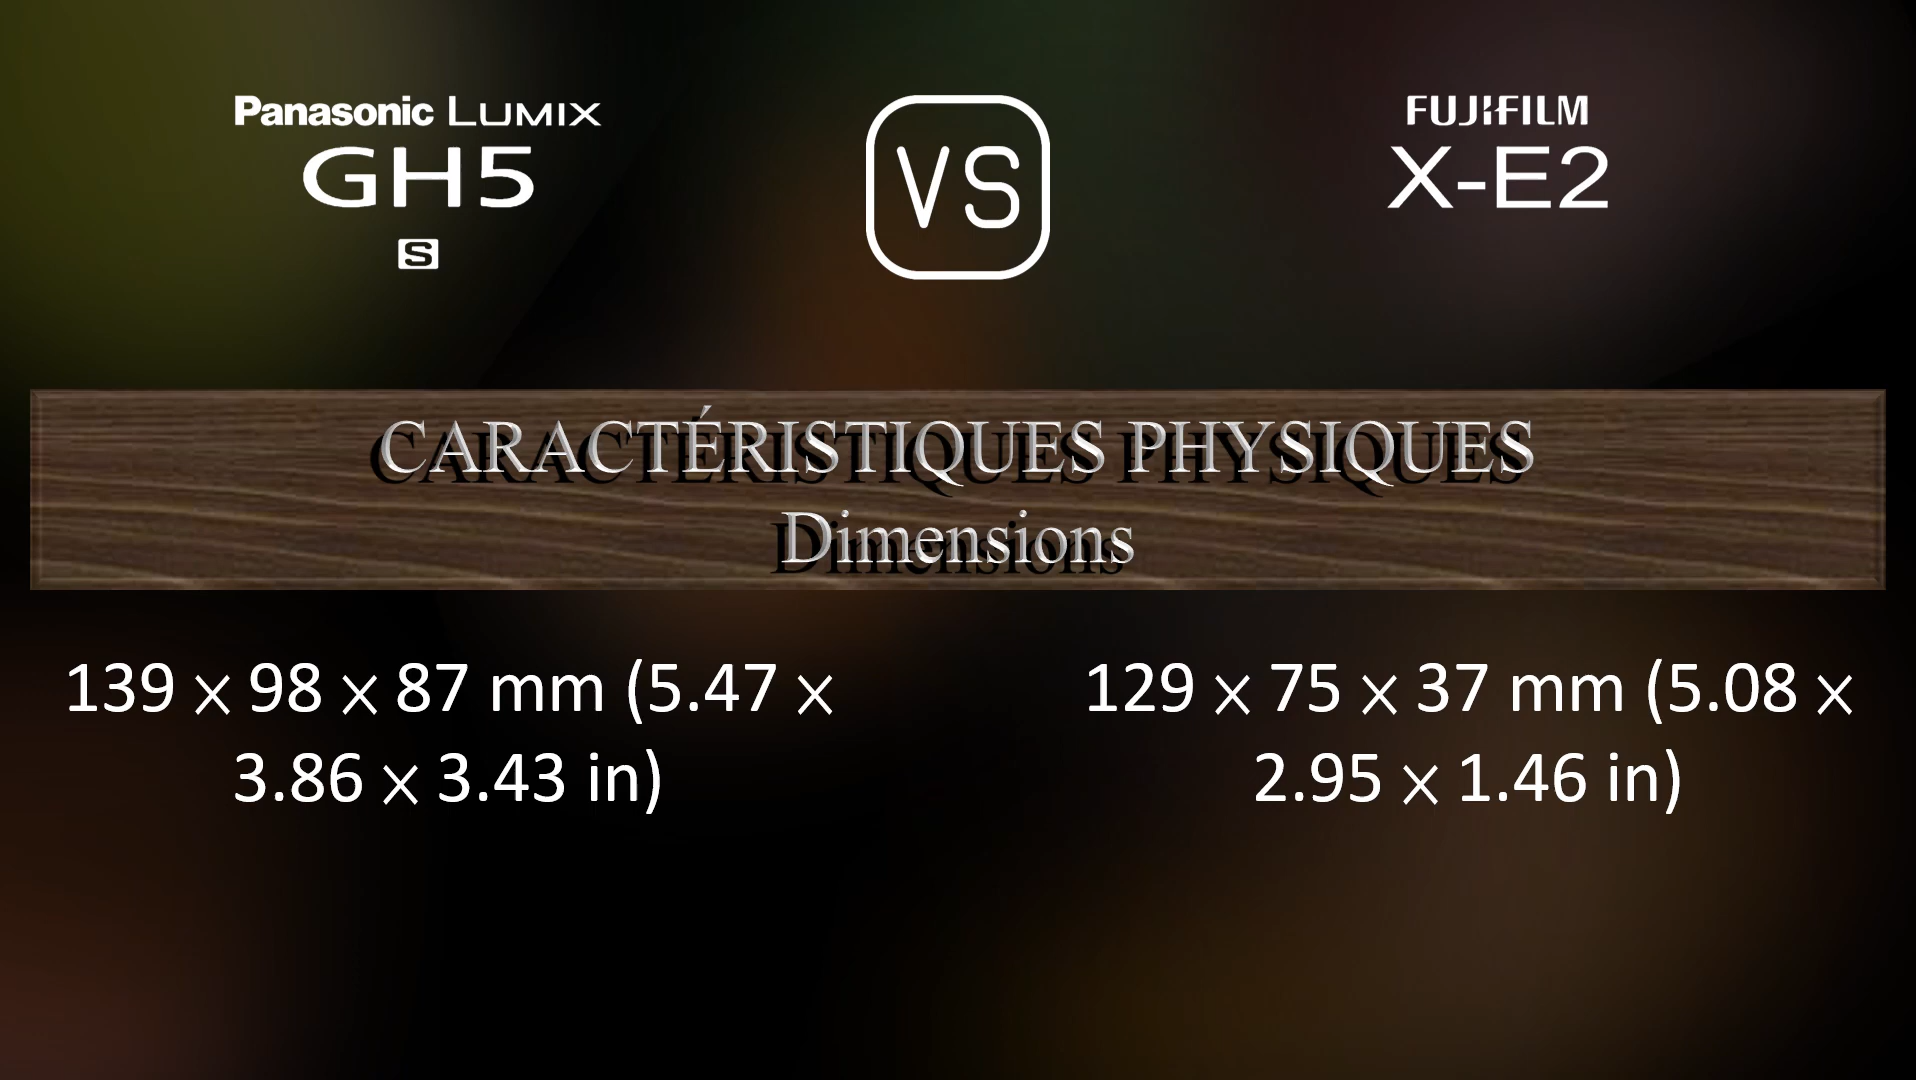 Panasonic LUMIX
GH5
S
VS
FUJIFILM
X-E2
CARACTÉRISTIQUES PHYSIQUES
Dimensions
139 x 98 x 87 mm (5.47 x
3.86 x 3.43 in)
129 x 75 x 37 mm (5.08 x
2.95 x 1.46 in)